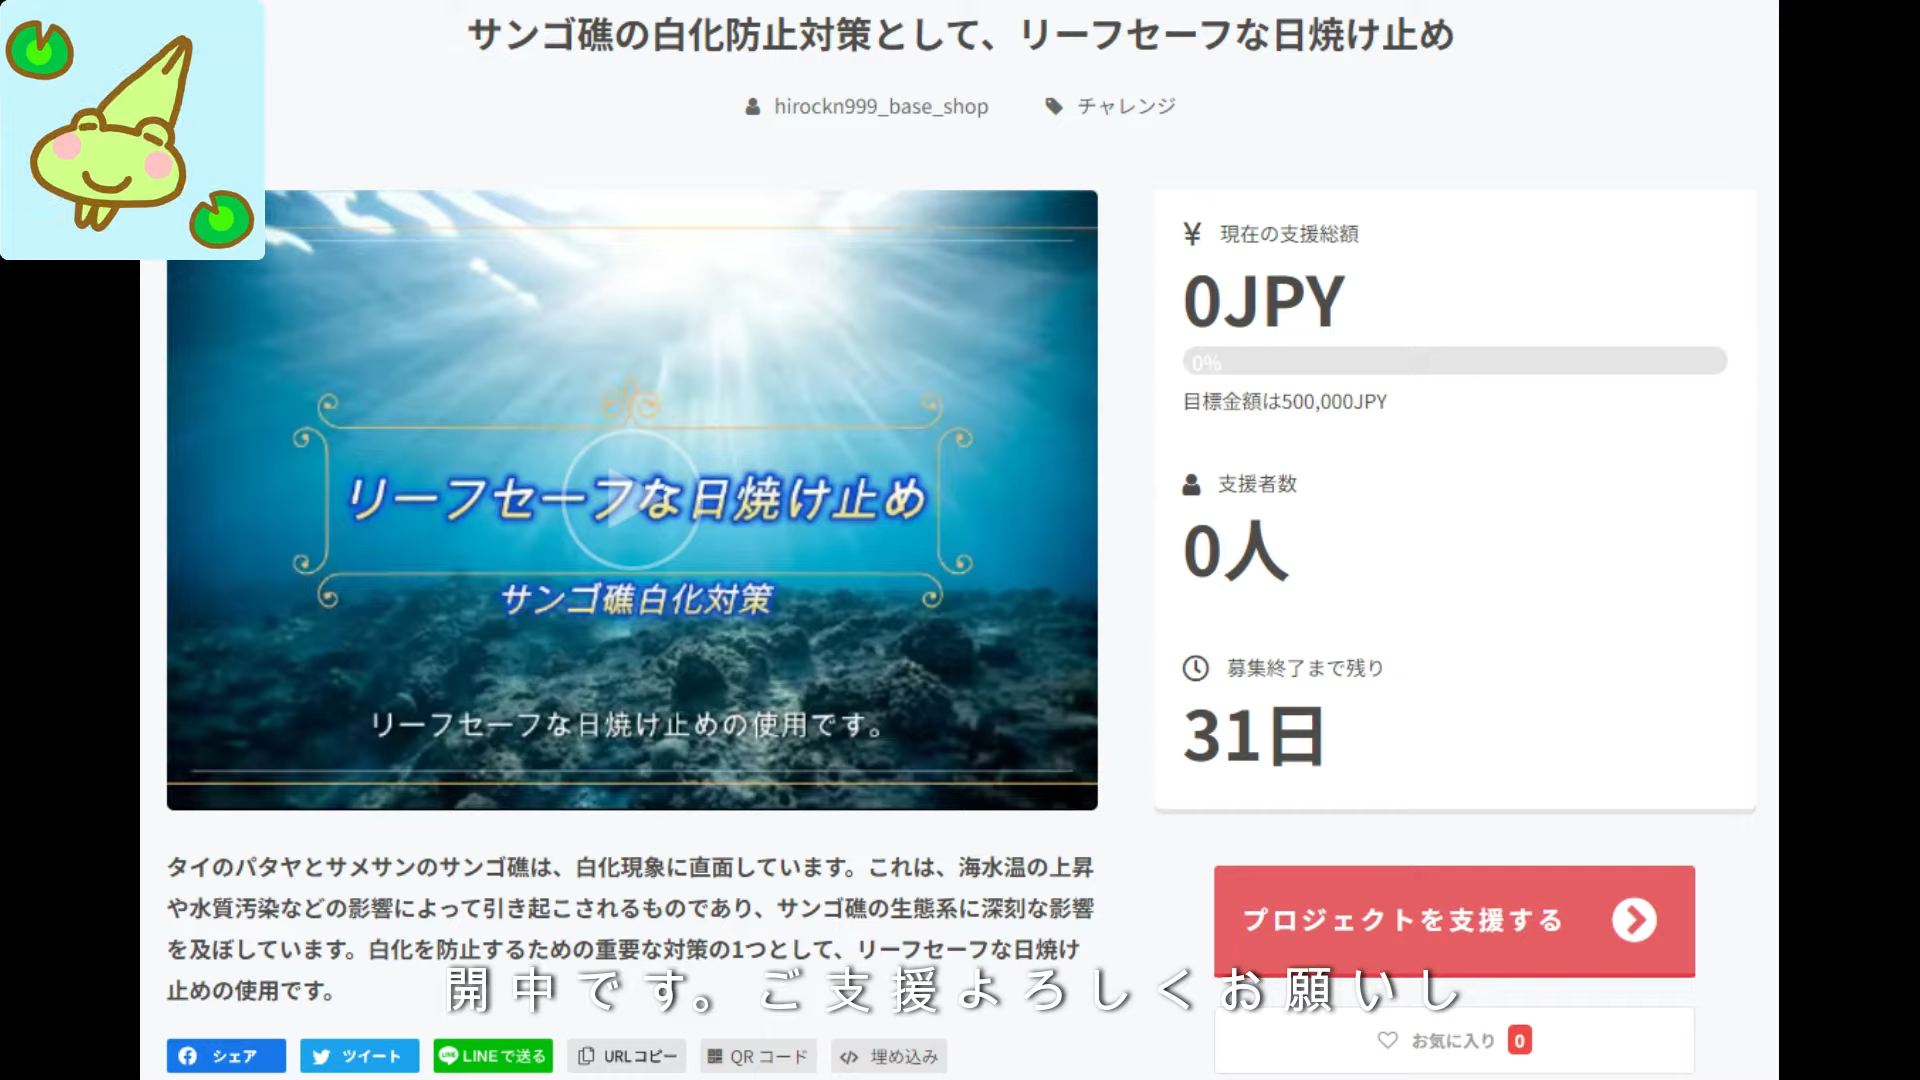 サンゴ礁の白化防止対策として、リーフセーフな日焼け止め
hirockn999_base_shop
チャレンジ
リーフセーフな日焼け止め
サンゴ礁白化対策
リーフセーフな日焼け止めの使用です。
¥ 現在の支援総額
0JPY
0%
目標金額は500,000JPY
支援者数
0人
募集終了まで残り
31日
タイのパタヤとサメサンのサンゴ礁は、白化現象に直面しています。これは、海水温の上昇
や水質汚染などの影響によって引き起こされるものであり、サンゴ礁の生態系に深刻な影響
を及ぼしています。白化を防止するための重要な対策の1つとして、リーフセーフな日焼け
止めの使用です。
プロジェクトを支援する
開中です。ご支援よろしくお願いし
お気に入り 0
シェア
ツイート
LINEで送る
URLコピー
QRコード
埋め込み